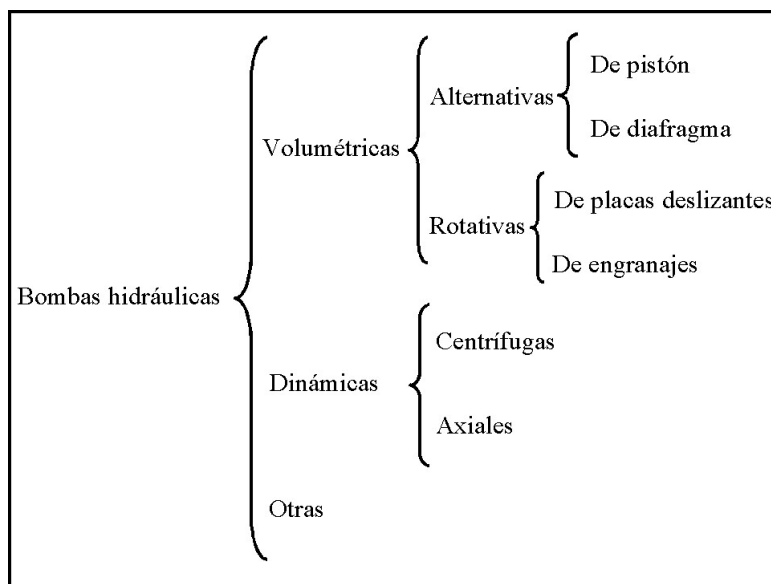 Bombas hidráulicas
Volumétricas
Alternativas
De pistón
De diafragma
Rotativas
De placas deslizantes
De engranajes
Dinámicas
Centrífugas
Axiales
Otras